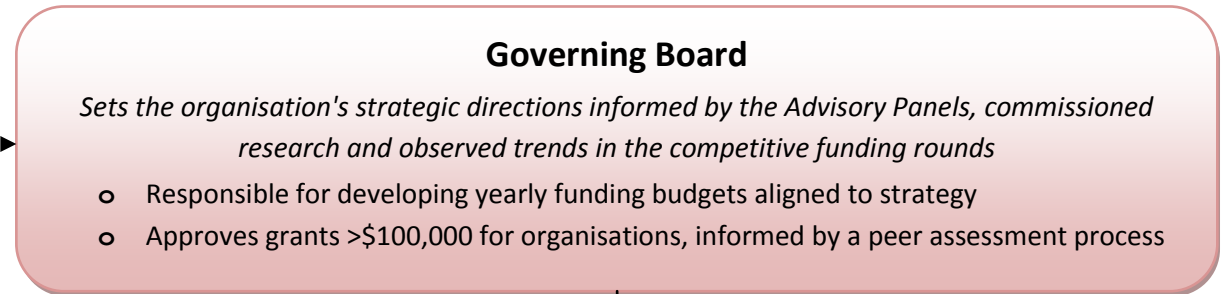 Governing Board
Sets the organisation's strategic directions informed by the Advisory Panels, commissioned
research and observed trends in the competitive funding rounds
o Responsible for developing yearly funding budgets aligned to strategy
o Approves grants >$100,000 for organisations, informed by a peer assessment process